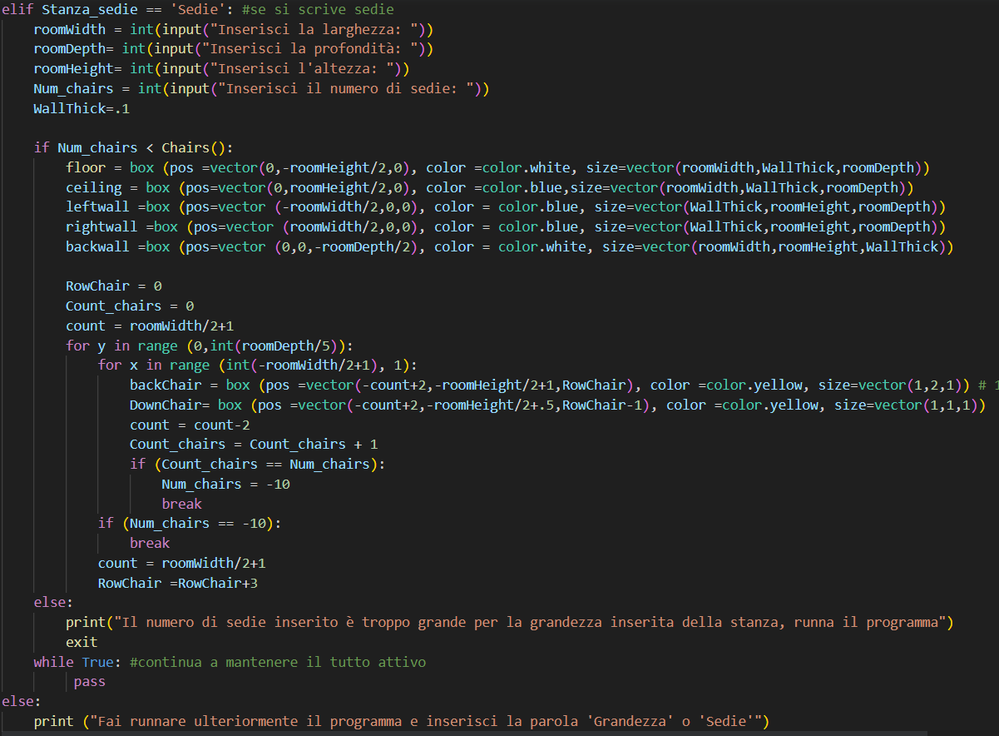 elif Stanza_sedie == 'Sedie': #se si scrive sedie
    roomWidth = int(input("Inserisci la larghezza: "))
    roomDepth= int(input("Inserisci la profondità: "))
    roomHeight= int(input("Inserisci l'altezza: "))
    Num_chairs = int(input("Inserisci il numero di sedie: "))
    WallThick=.1

    if Num_chairs < Chairs():
        floor = box (pos =vector(0,-roomHeight/2,0), color =color.white, size=vector(roomWidth,WallThick,roomDepth))
        ceiling = box (pos=vector(0,roomHeight/2,0), color =color.blue,size=vector(roomWidth,WallThick,roomDepth))
        leftwall =box (pos=vector (-roomWidth/2,0,0), color = color.blue, size=vector(WallThick,roomHeight,roomDepth))
        rightwall =box (pos=vector (roomWidth/2,0,0), color = color.blue, size=vector(WallThick,roomHeight,roomDepth))
        backwall =box (pos=vector (0,0,-roomDepth/2), color = color.white, size=vector(roomWidth,roomHeight,WallThick))

        RowChair = 0
        Count_chairs = 0
        count = roomWidth/2+1
        for y in range (0,int(roomDepth/5)):
            for x in range (int(-roomWidth/2+1), 1):
                backChair = box (pos =vector(-count+2,-roomHeight/2+1,RowChair), color =color.yellow, size=vector(1,2,1)) # 1
                DownChair= box (pos =vector(-count+2,-roomHeight/2+.5,RowChair-1), color =color.yellow, size=vector(1,1,1))
                count = count-2
                Count_chairs = Count_chairs + 1
                if (Count_chairs == Num_chairs):
                    Num_chairs = -10
                    break
            if (Num_chairs == -10):
                break
            count = roomWidth/2+1
            RowChair =RowChair+3
    else:
        print("Il numero di sedie inserito è troppo grande per la grandezza inserita della stanza, runna il programma")
        exit
    while True: #continua a mantenere il tutto attivo
         pass
else:
    print ("Fai runnare ulteriormente il programma e inserisci la parola 'Grandezza' o 'Sedie'")